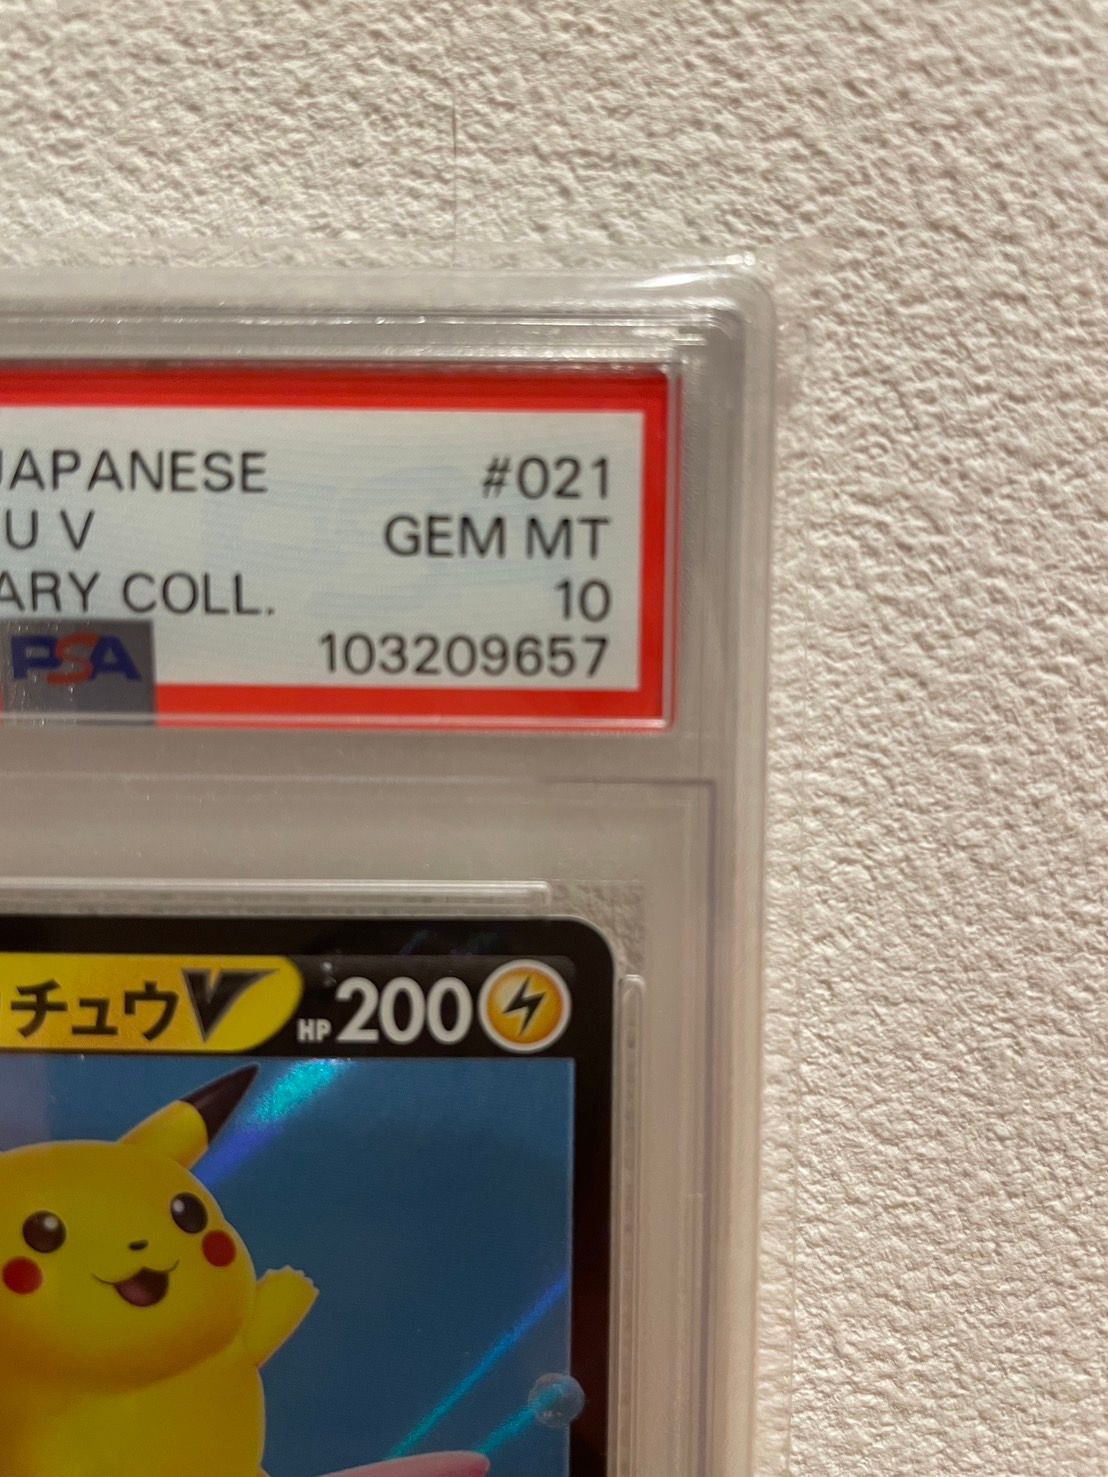 JAPANESE #021
U V GEM MT
ARY COLL. 10
PSA 103209657
チュウV HP 200